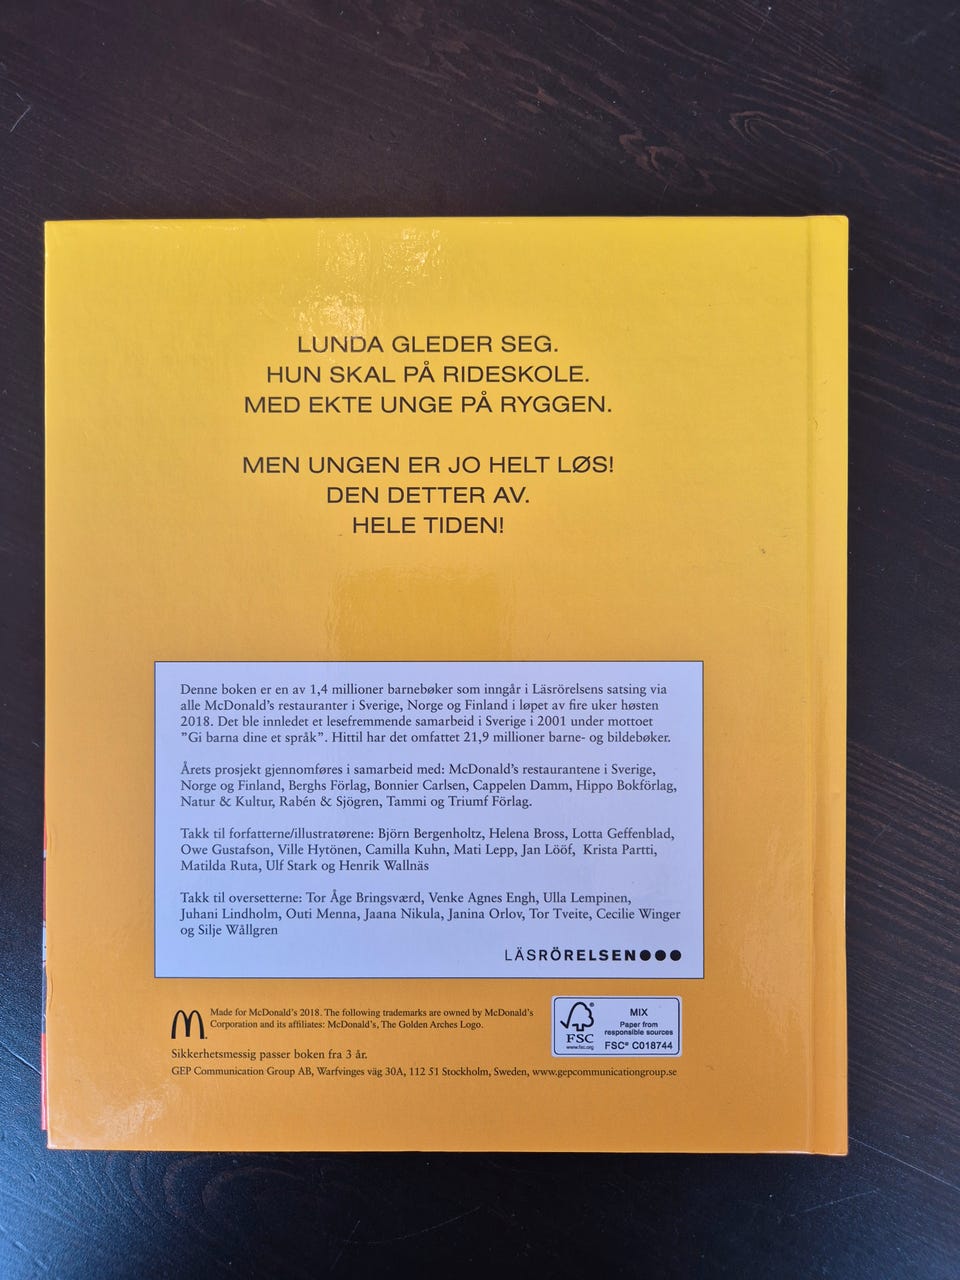 LUNDA GLEDER SEG.
HUN SKAL PÅ RIDESKOLE.
MED EKTE UNGE PÅ RYGGEN.
MEN UNGEN ER JO HELT LØS!
DEN DETTER AV.
HELE TIDEN!
Denne boken er en av 1,4 millioner barnebøker som inngår i Läsrörelsens satsing via
alle McDonald's restauranter i Sverige, Norge og Finland i løpet av fire uker høsten
2018. Det ble innledet et lesefremmende samarbeid i Sverige i 2001 under mottoet
"Gi barna dine et språk". Hittil har det omfattet 21,9 millioner barne- og bildebøker.
Årets prosjekt gjennomføres i samarbeid med: McDonald's restaurantene i Sverige,
Norge og Finland, Berghs Förlag, Bonnier Carlsen, Cappelen Damm, Hippo Bokförlag,
Natur & Kultur, Rabén & Sjögren, Tammi og Triumf Förlag.
Takk til forfatterne/illustratørene: Björn Bergenholtz, Helena Bross, Lotta Geffenblad,
Owe Gustafson, Ville Hytönen, Camilla Kuhn, Mati Lepp, Jan Lööf, Krista Partti,
Matilda Ruta, Ulf Stark og Henrik Wallnäs
Takk til oversetterne: Tor Åge Bringsværd, Venke Agnes Engh, Ulla Lempinen,
Juhani Lindholm, Outi Menna, Jaana Nikula, Janina Orlov, Tor Tveite, Cecilie Winger
og Silje Wållgren
LÄSRÖRELSEN
Made for McDonald's 2018. The following trademarks are owned by McDonald's
Corporation and its affiliates: McDonald's, The Golden Arches Logo.
Sikkerhetsmessig passer boken fra 3 år.
GEP Communication Group AB, Warfvinges väg 30A, 112 51 Stockholm, Sweden, www.gepcommunicationgroup.se
FSC
www.fsc.org
MIX
Paper from
responsible sources
FSC® C018744